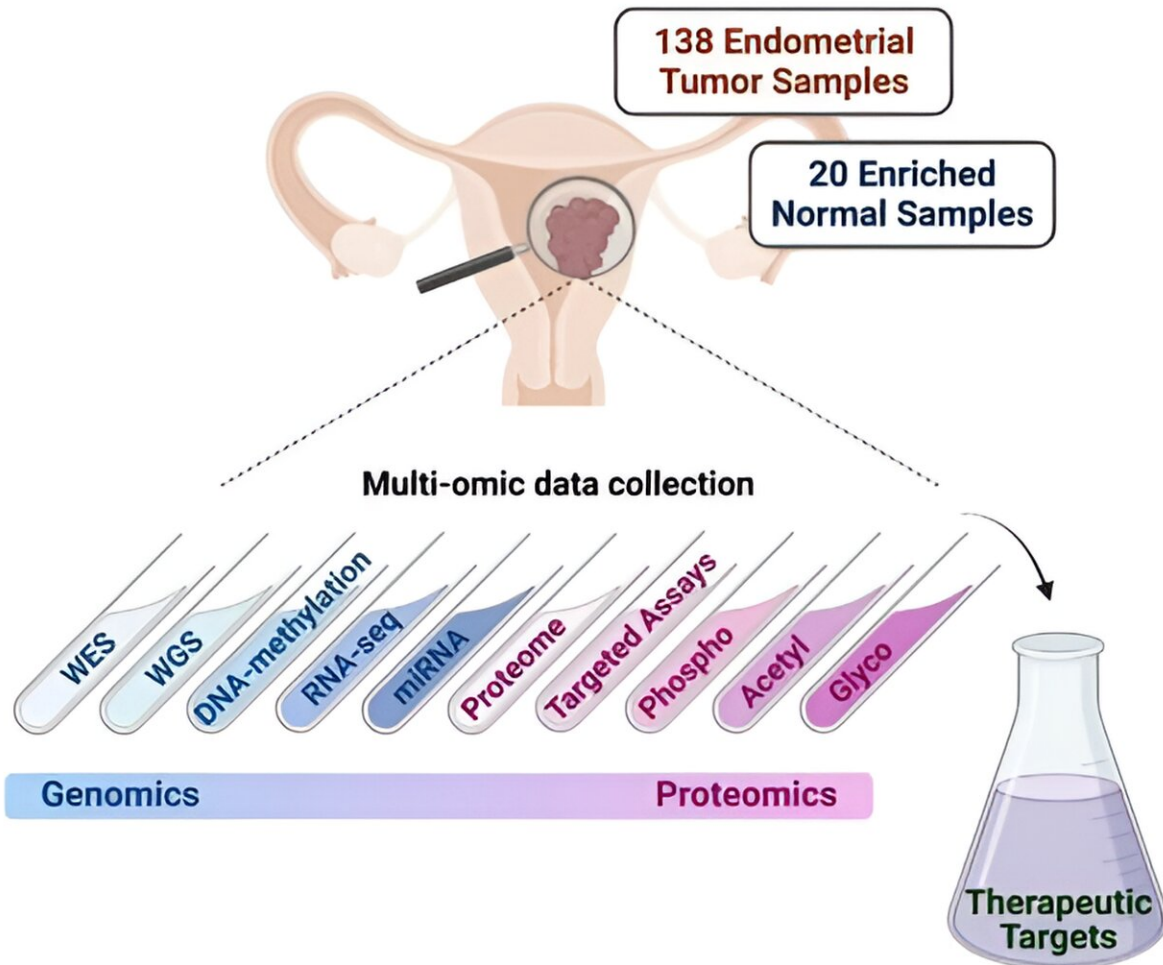 138 Endometrial
Tumor Samples
20 Enriched
Normal Samples
Multi-omic data collection
WES
WGS
DNA-methylation
RNA-seq
miRNA
Proteome
Targeted Assays
Phospho
Acetyl
Glyco
Genomics
Proteomics
Therapeutic
Targets